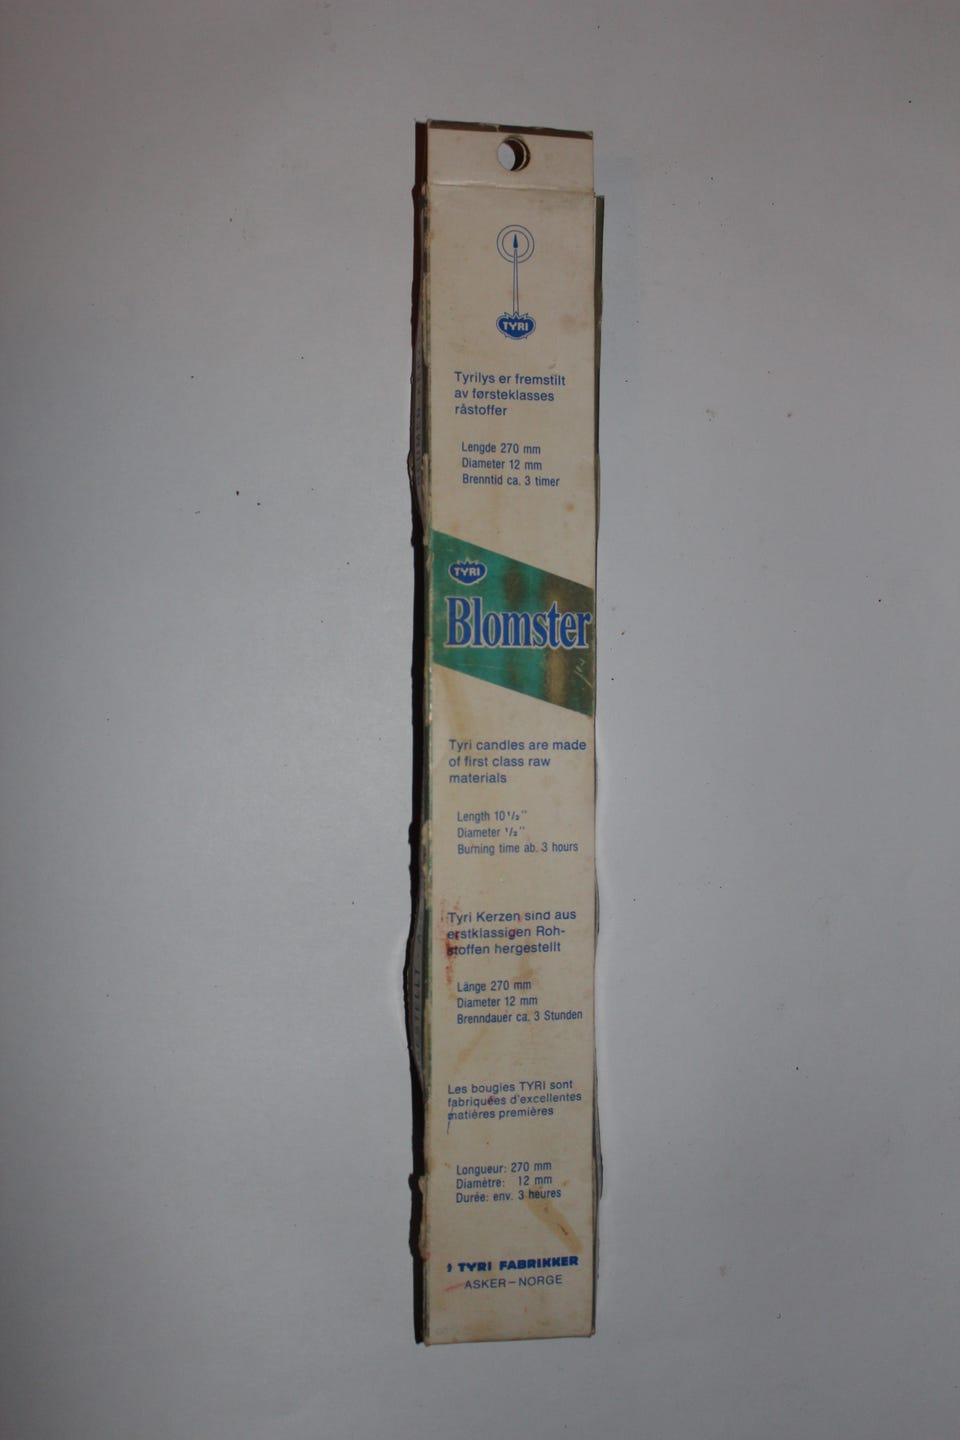 TYRI
Tyrilys er fremstilt
av førsteklasses
råstoffer
Lengde 270 mm
Diameter 12 mm
Brenntid ca. 3 timer
TYRI
Blomster
Tyri candles are made
of first class raw
materials
Length 10 1/2"
Diameter 1/2"
Burning time ab. 3 hours
Tyri Kerzen sind aus
erstklassigen Roh-
stoffen hergestellt
Länge 270 mm
Diameter 12 mm
Brenndauer ca. 3 Stunden
Les bougies TYRI sont
fabriquées d'excellentes
matières premières
Longueur: 270 mm
Diamètre: 12 mm
Durée: env. 3 heures
TYRI FABRIKKER
ASKER–NORGE